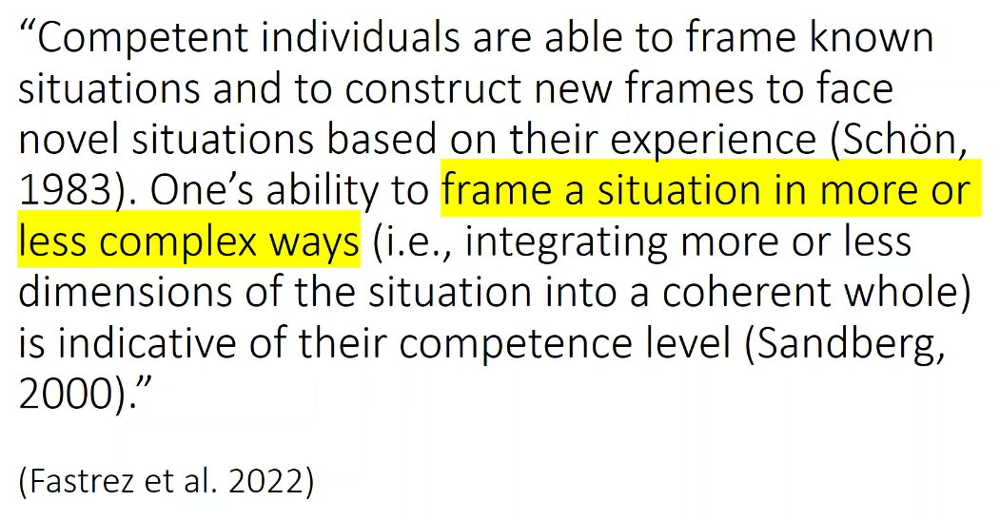 “Competent individuals are able to frame known
situations and to construct new frames to face
novel situations based on their experience (Schön,
1983). One’s ability to frame a situation in more or
less complex ways (i.e., integrating more or less
dimensions of the situation into a coherent whole)
is indicative of their competence level (Sandberg,
2000).”
(Fastrez et al. 2022)